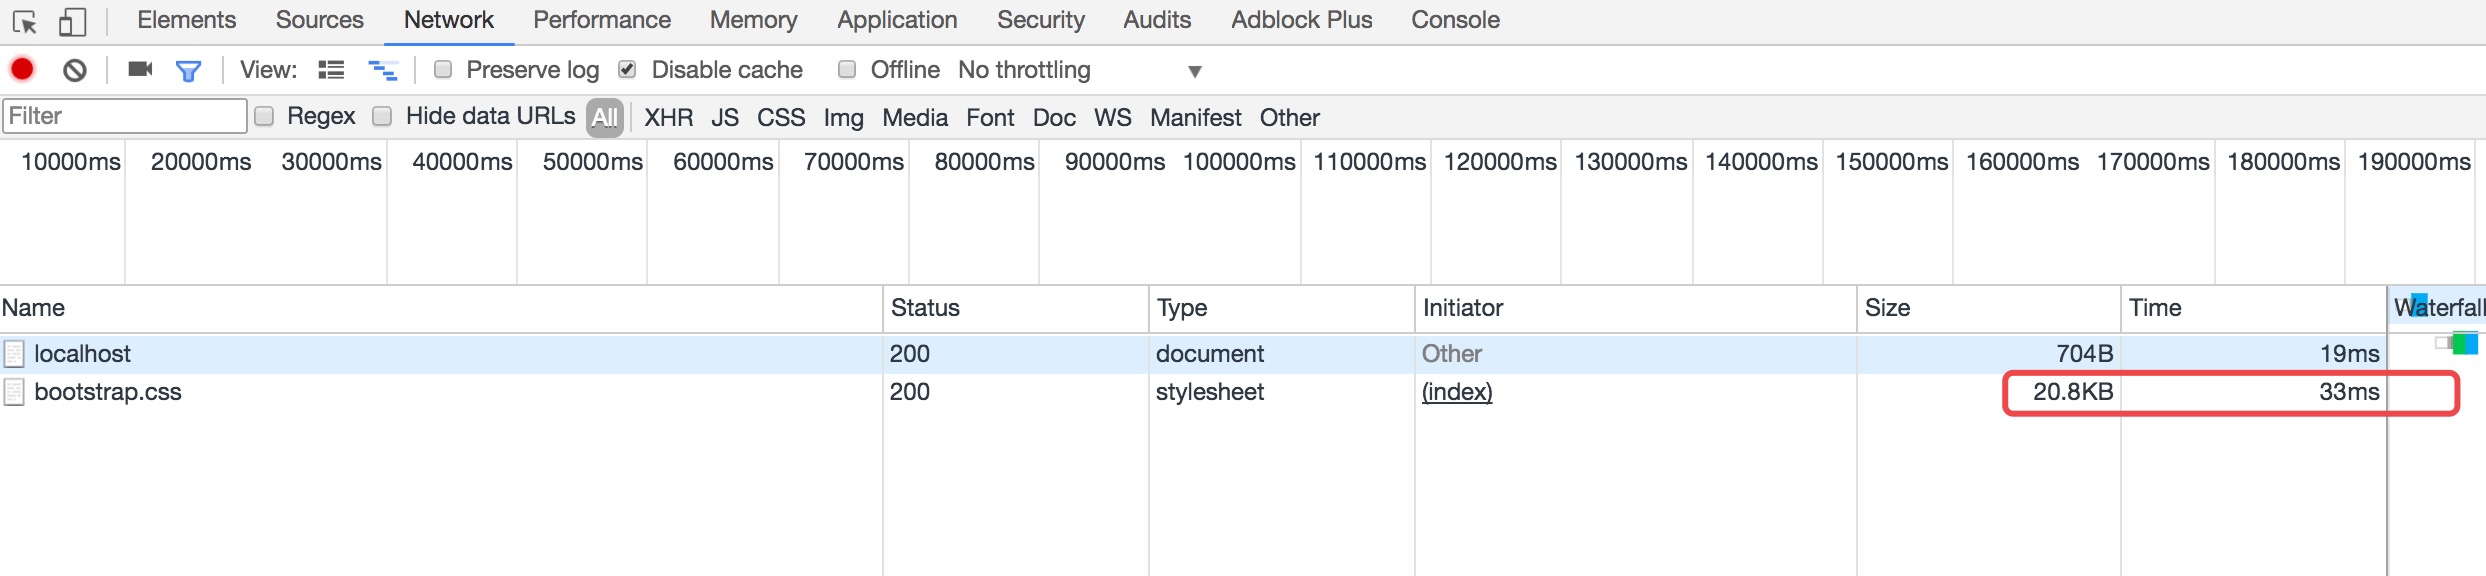 Elements Sources Network Performance Memory Application Security Audits Adblock Plus Console
View: Preserve log Disable cache Offline No throttling
Filter Regex Hide data URLs All XHR JS CSS Img Media Font Doc WS Manifest Other
10000ms 20000ms 30000ms 40000ms 50000ms 60000ms 70000ms 80000ms 90000ms 100000ms 110000ms 120000ms 130000ms 140000ms 150000ms 160000ms 170000ms 180000ms 190000ms
Name Status Type Initiator Size Time Waterfall
localhost 200 document Other 704B 19ms
bootstrap.css 200 stylesheet (index) 20.8KB 33ms